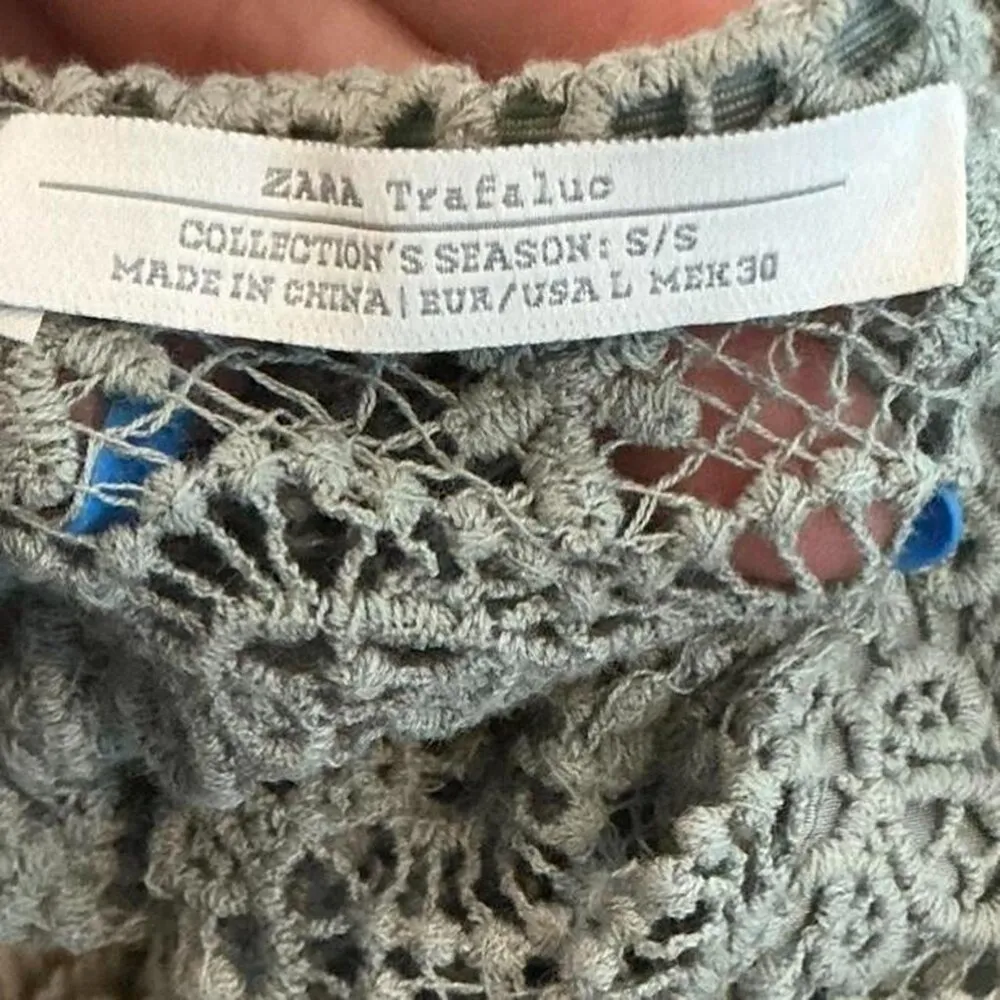 ZARA Trafaluc
COLLECTION'S SEASON: S/S
MADE IN CHINA | EUR/USA L MEX 30